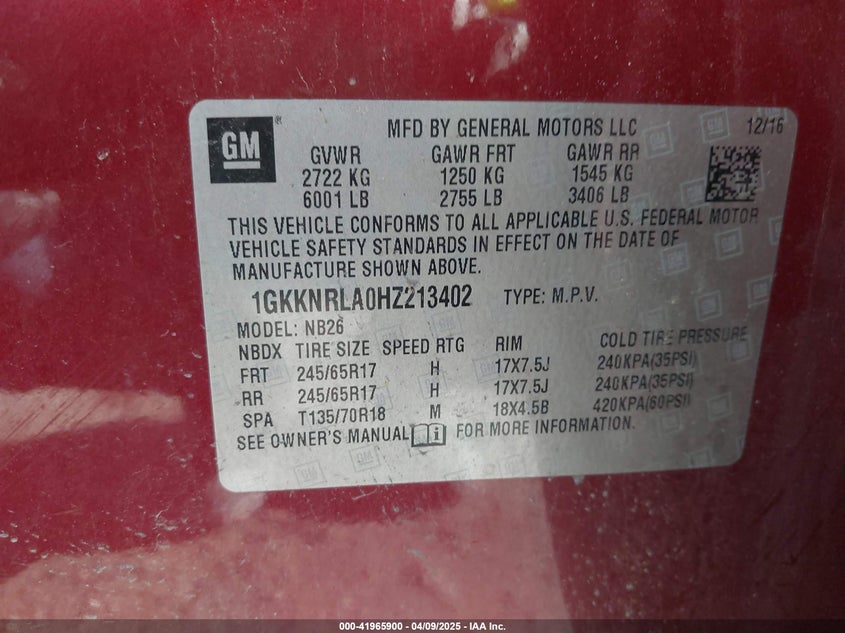 GM
MFD BY GENERAL MOTORS LLC 12/16
GVWR GAWR FRT GAWR RR
2722 KG 1250 KG 1545 KG
6001 LB 2755 LB 3406 LB
THIS VEHICLE CONFORMS TO ALL APPLICABLE U.S. FEDERAL MOTOR
VEHICLE SAFETY STANDARDS IN EFFECT ON THE DATE OF
MANUFACTURE SHOWN ABOVE.
1GKKNRLA0HZ213402 TYPE: M.P.V.
MODEL: NB26
NBDX TIRE SIZE SPEED RTG RIM COLD TIRE PRESSURE
FRT 245/65R17 H 17X7.5J 240KPA(35PSI)
RR 245/65R17 H 17X7.5J 240KPA(35PSI)
SPA T135/70R18 M 18X4.5B 420KPA(60PSI)
SEE OWNER'S MANUAL i FOR MORE INFORMATION.
000-41965900 - 04/09/2025 - IAA Inc.